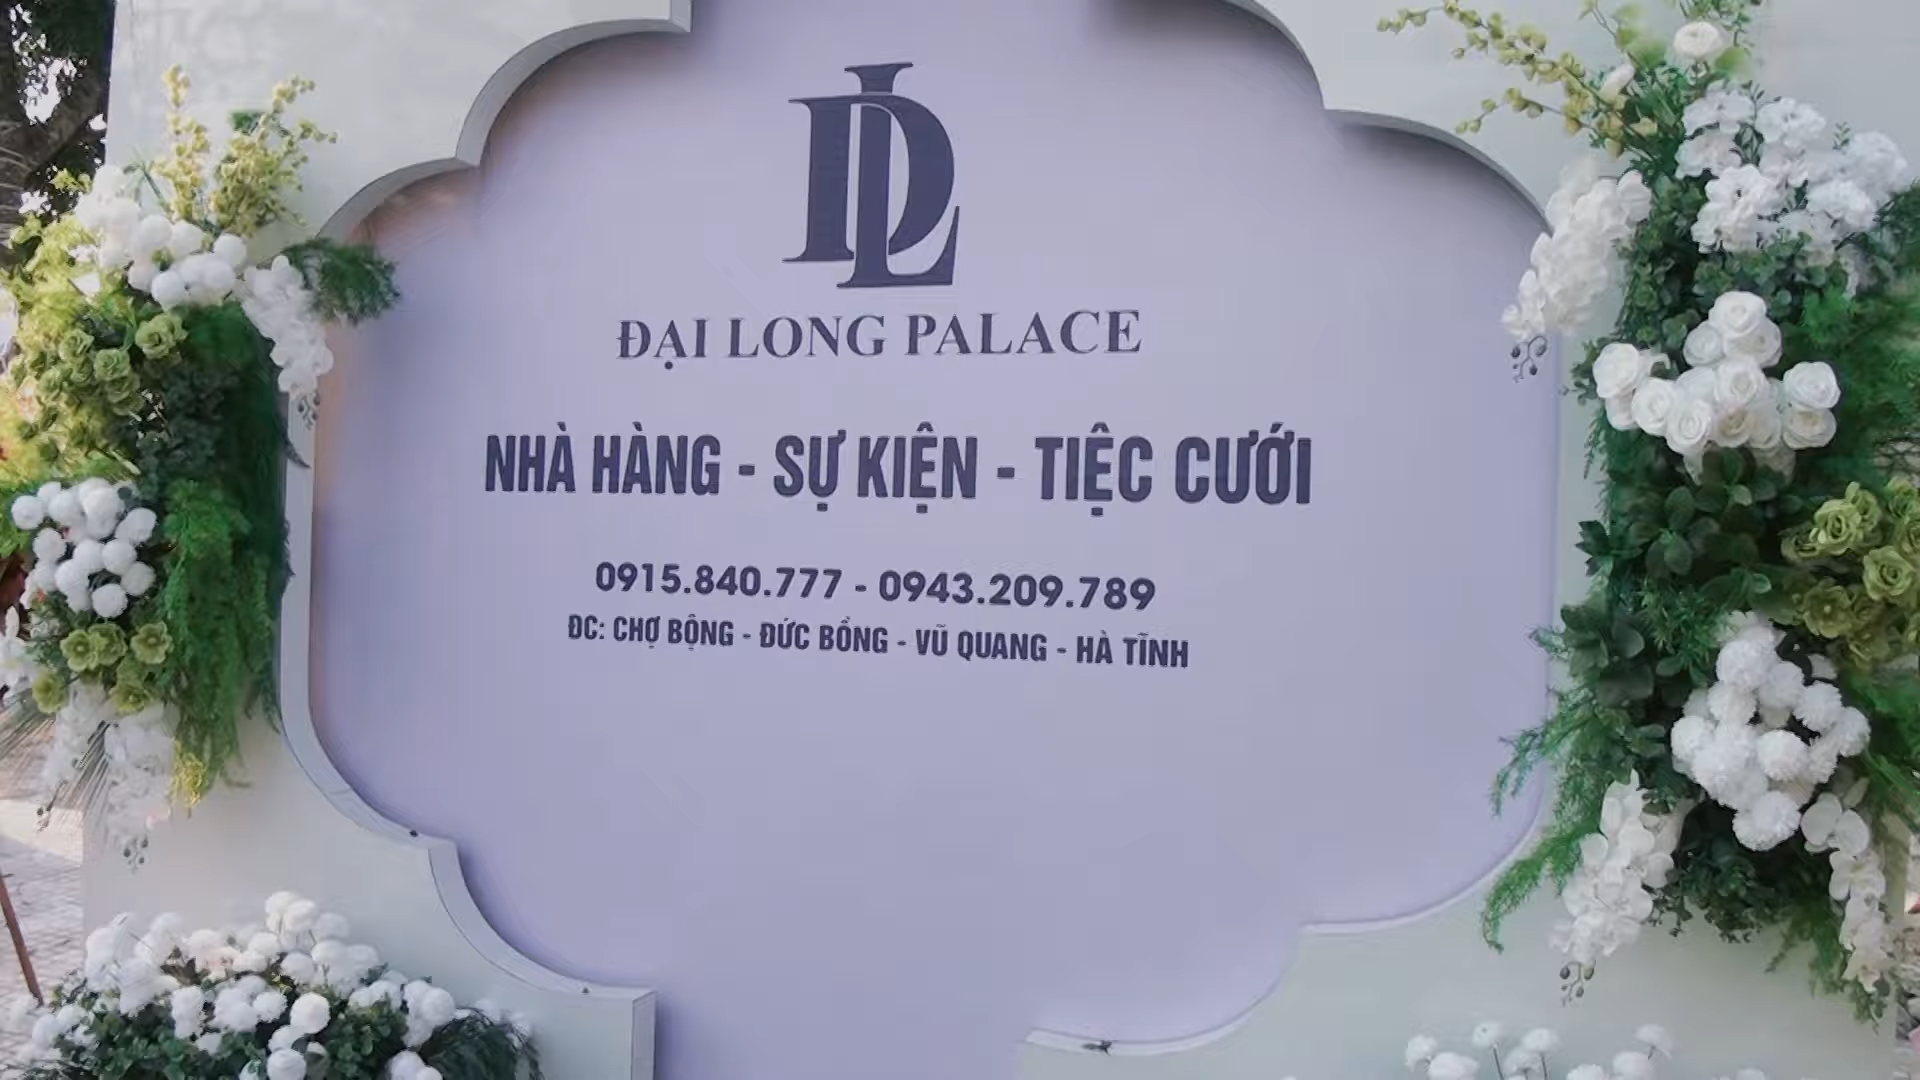 DL
ĐẠI LONG PALACE
NHÀ HÀNG - SỰ KIỆN - TIỆC CƯỚI
0915.840.777 - 0943.209.789
ĐC: CHỢ BỘNG - ĐỨC BỒNG - VŨ QUANG - HÀ TĨNH